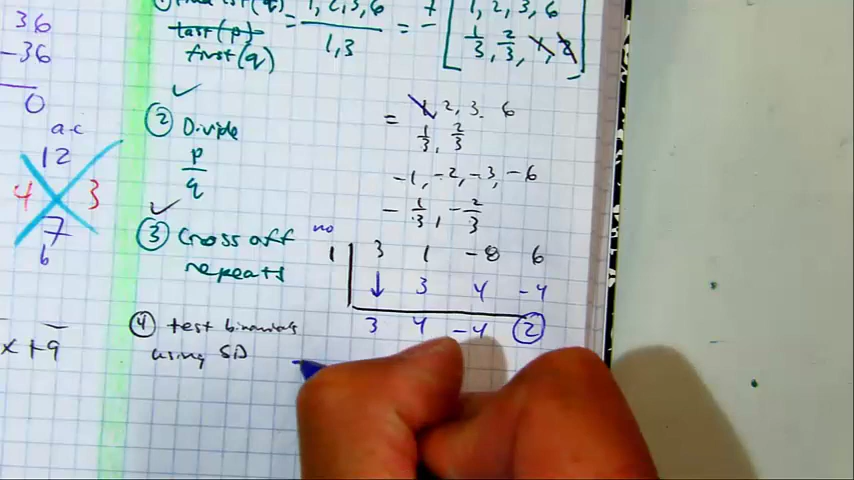 36
-36
0
a·c
12
4 3
7
b
x+9
= 1, 2, 3, 6 / 1, 3 = ± [ 1, 2, 3, 6
1/3, 2/3, ]
last(p)
first(q)
② Divide
p
q
③ Cross off
repeats
④ test binomials
using SD
= 1, 2, 3, 6
1/3, 2/3
-1, -2, -3, -6
-1/3, -2/3
no
1 | 3 1 -8 6
↓ 3 4 -4
3 4 -4 2